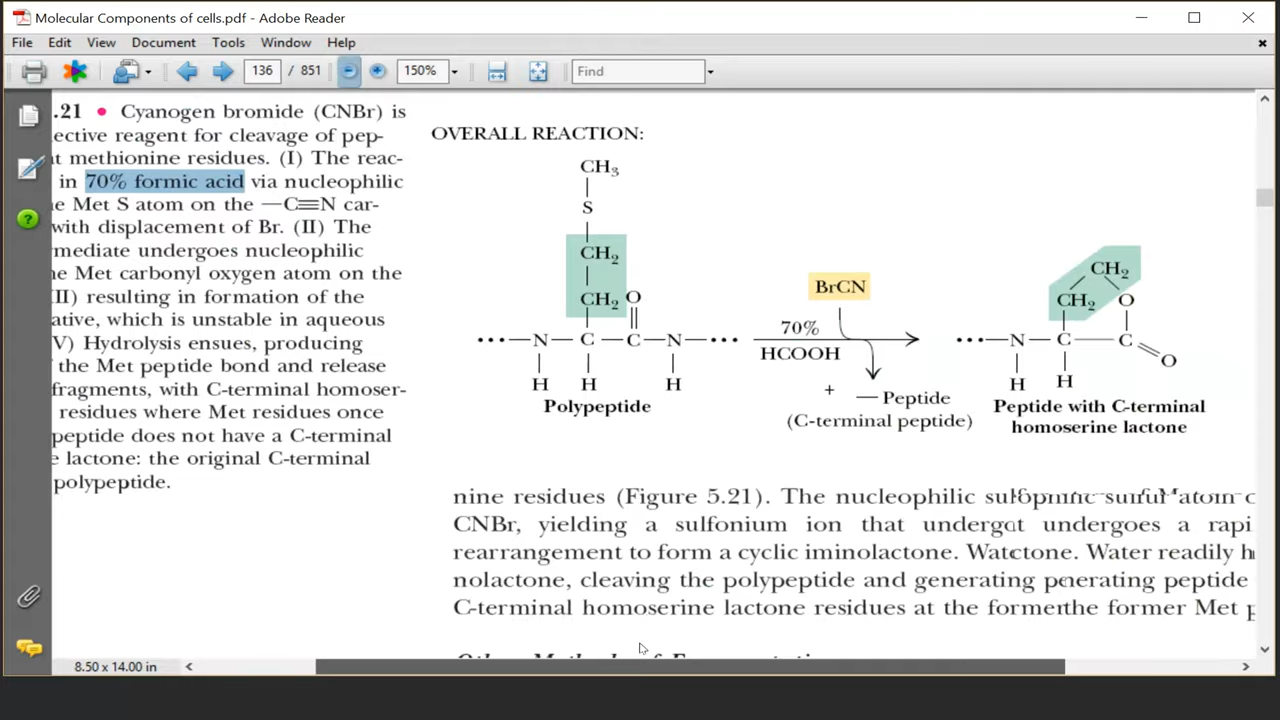 Molecular Components of cells.pdf - Adobe Reader
File Edit View Document Tools Window Help
136 / 851 150% Find
.21 • Cyanogen bromide (CNBr) is
ective reagent for cleavage of pep-
t methionine residues. (I) The reac-
in 70% formic acid via nucleophilic
e Met S atom on the —C≡N car-
with displacement of Br. (II) The
rmediate undergoes nucleophilic
he Met carbonyl oxygen atom on the
II) resulting in formation of the
ative, which is unstable in aqueous
V) Hydrolysis ensues, producing
f the Met peptide bond and release
fragments, with C-terminal homoser-
residues where Met residues once
peptide does not have a C-terminal
e lactone: the original C-terminal
polypeptide.
OVERALL REACTION:
CH3
S
CH2
CH2 O
••• N C C N •••
H H H
Polypeptide
BrCN
70%
HCOOH
+ — Peptide
(C-terminal peptide)
CH2
CH2 O
••• N C C O
H H
Peptide with C-terminal
homoserine lactone
nine residues (Figure 5.21). The nucleophilic atom
CNBr, yielding a sulfonium ion that undergoes a rapi
rearrangement to form a cyclic iminolactone. Water readily h
nolactone, cleaving the polypeptide and generating peptide
C-terminal homoserine lactone residues at the former Met p
8.50 x 14.00 in